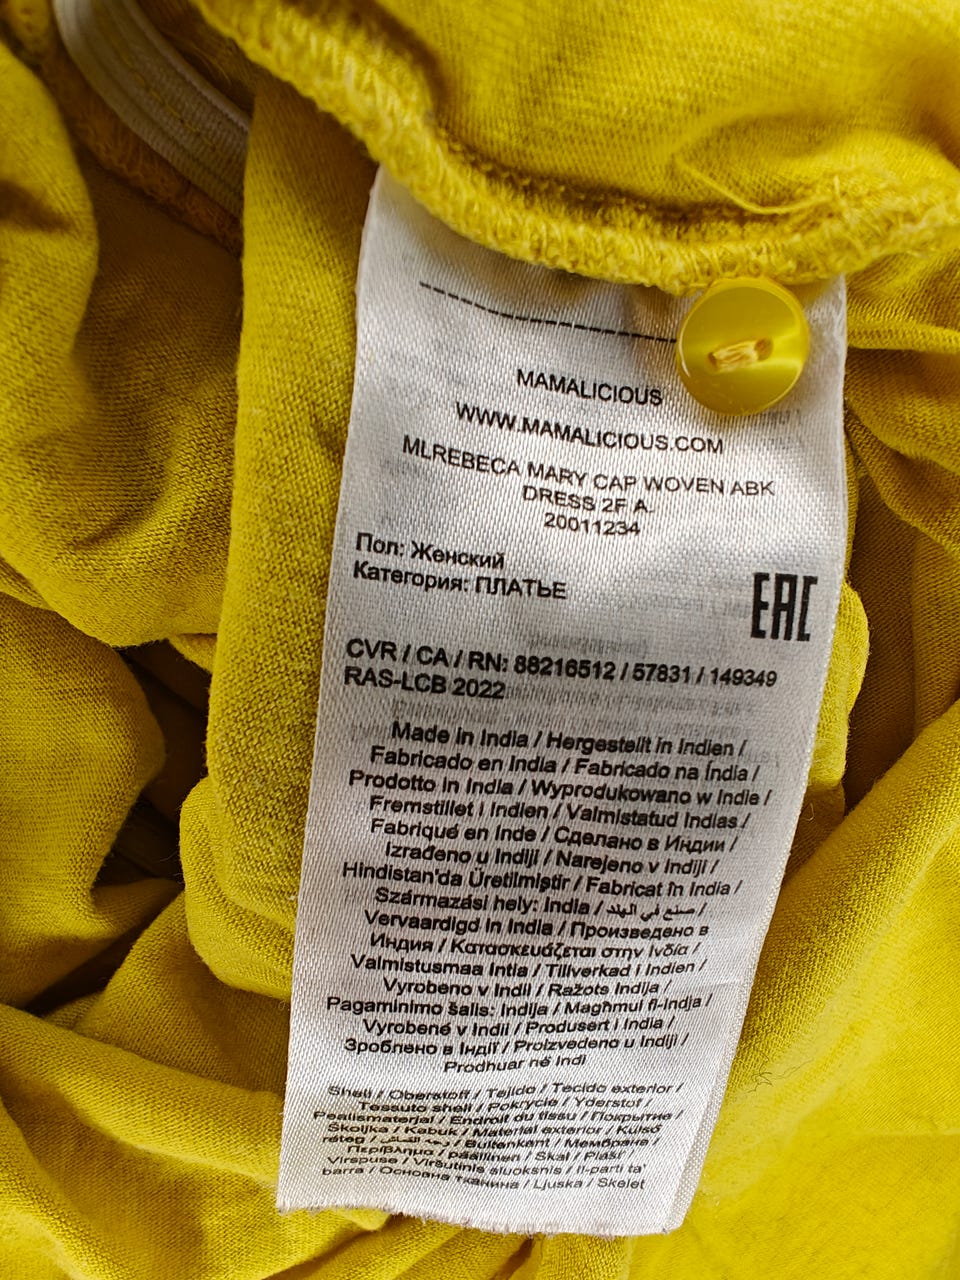 MAMALICIOUS
WWW.MAMALICIOUS.COM
MLREBECA MARY CAP WOVEN ABK
DRESS 2F A.
20011234
Пол: Женский
Категория: ПЛАТЬЕ
EAC
CVR / CA / RN: 88216512 / 57831 / 149349
RAS-LCB 2022
Made in India / Hergestellt in Indien /
Fabricado en India / Fabricado na Índia /
Prodotto in India / Wyprodukowano w Indie /
Fremstillet i Indien / Valmistatud Indias /
Fabriqué en Inde / Сделано в Индии /
Izrađeno u Indiji / Narejeno v Indiji /
Hindistan'da Üretilmiştir / Fabricat în India /
Származási hely: India / صنع في الهند /
Vervaardigd in India / Произведено в
Индия / Κατασκευάζεται στην Ινδία /
Valmistusmaa Intia / Tillverkad i Indien /
Vyrobeno v Indii / Ražots Indija /
Pagaminimo šalis: Indija / Magħmul fl-Indja /
Vyrobené v Indii / Produsert i India /
Зроблено в Індії / Proizvedeno u Indiji /
Prodhuar në Indi
Shell / Oberstoff / Tejido / Tecido exterior /
Tessuto shell / Pokrycie / Yderstof /
Pealismaterjal / Endroit du tissu / Покрытие /
Školjka / Kabuk / Material exterior / Külső
réteg / وجه القماش / Buitenkant / Мембрана /
Περίβλημα / päällinen / Skal / Plášť /
Virspuse / Viršutinis sluoksnis / Il-parti ta'
barra / Основна тканина / Ljuska / Skelet